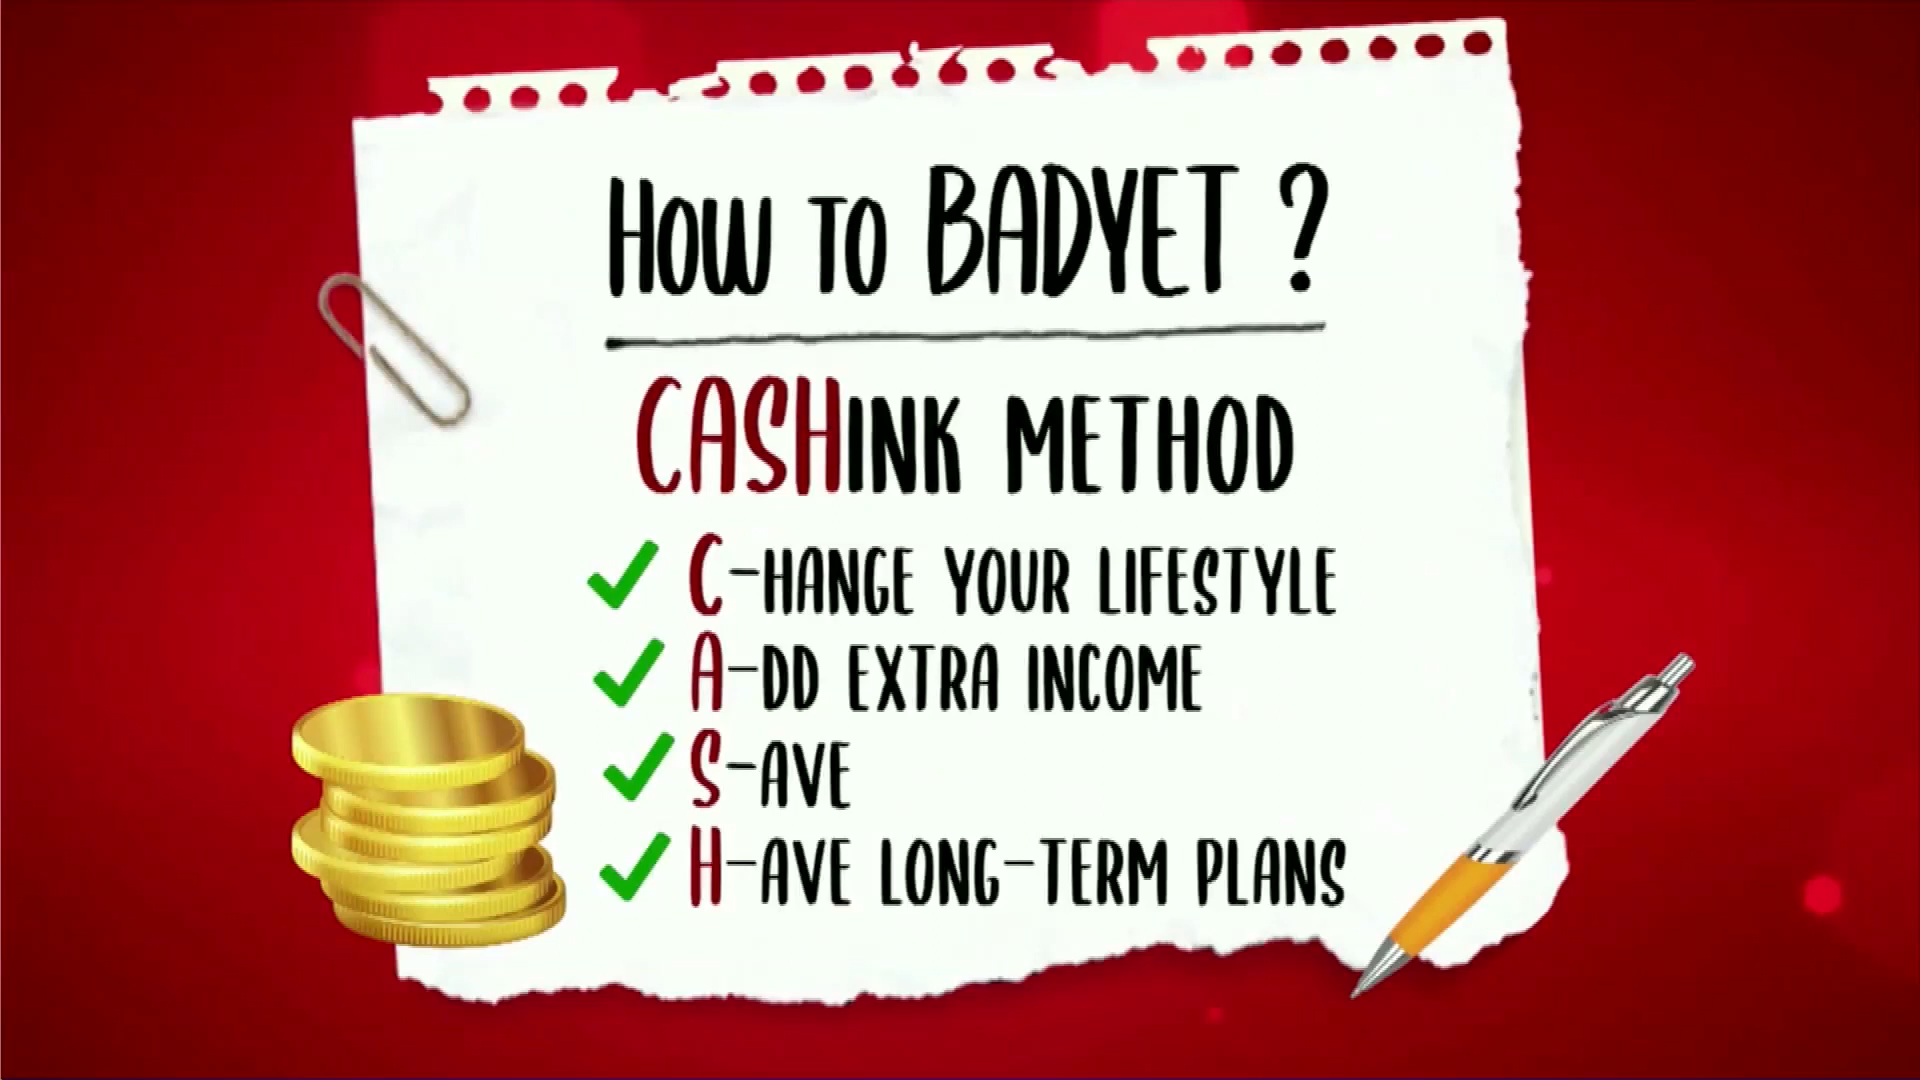 HOW TO BADYET ?
CASHINK METHOD
C-HANGE YOUR LIFESTYLE
A-DD EXTRA INCOME
S-AVE
H-AVE LONG-TERM PLANS